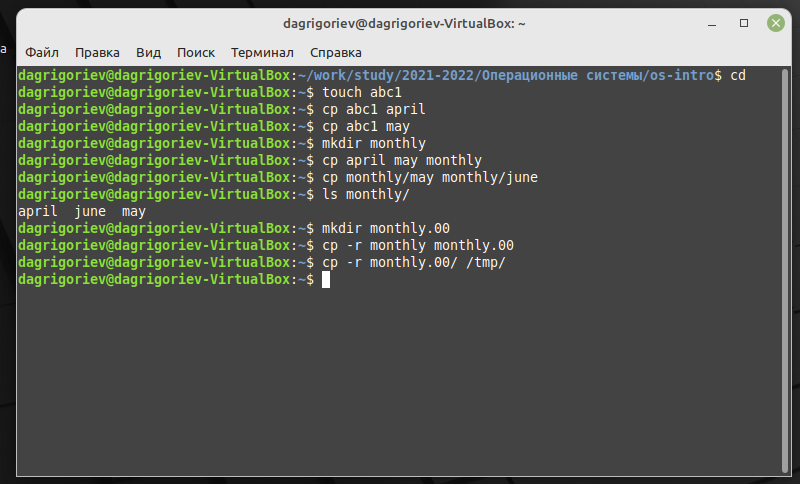 dagrigoriev@dagrigoriev-VirtualBox: ~
а
Файл Правка Вид Поиск Терминал Справка
dagrigoriev@dagrigoriev-VirtualBox:~/work/study/2021-2022/Операционные системы/os-intro$ cd
dagrigoriev@dagrigoriev-VirtualBox:~$ touch abc1
dagrigoriev@dagrigoriev-VirtualBox:~$ cp abc1 april
dagrigoriev@dagrigoriev-VirtualBox:~$ cp abc1 may
dagrigoriev@dagrigoriev-VirtualBox:~$ mkdir monthly
dagrigoriev@dagrigoriev-VirtualBox:~$ cp april may monthly
dagrigoriev@dagrigoriev-VirtualBox:~$ cp monthly/may monthly/june
dagrigoriev@dagrigoriev-VirtualBox:~$ ls monthly/
april june may
dagrigoriev@dagrigoriev-VirtualBox:~$ mkdir monthly.00
dagrigoriev@dagrigoriev-VirtualBox:~$ cp -r monthly monthly.00
dagrigoriev@dagrigoriev-VirtualBox:~$ cp -r monthly.00/ /tmp/
dagrigoriev@dagrigoriev-VirtualBox:~$